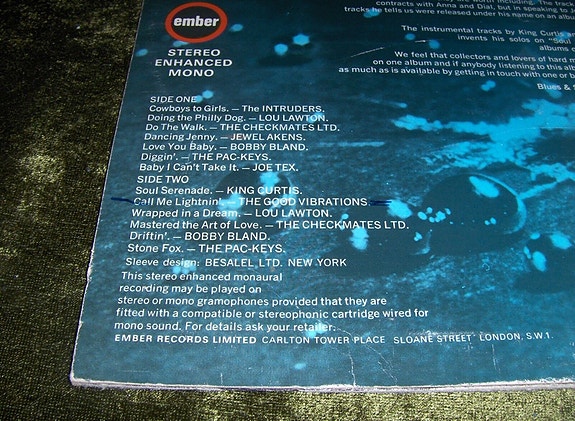 contracts with Anna and Dial, but in speaking to J
tracks he tells us were released under his name on an albu
The instrumental tracks by King Curtis a
invents his solos on "Soul
albums
We feel that collectors and lovers of hard m
on one album and if anybody listening to this alb
as much as is available by getting in touch with one or b
Blues &
ember
STEREO
ENHANCED
MONO
SIDE ONE
Cowboys to Girls. — The INTRUDERS.
Doing the Philly Dog. — LOU LAWTON.
Do The Walk. — THE CHECKMATES LTD.
Dancing Jenny. — JEWEL AKENS.
Love You Baby. — BOBBY BLAND.
Diggin'. — THE PAC-KEYS.
Baby I Can't Take It. — JOE TEX.
SIDE TWO
Soul Serenade. — KING CURTIS.
Call Me Lightnin'. — THE GOOD VIBRATIONS
Wrapped in a Dream. — LOU LAWTON.
Mastered the Art of Love. — THE CHECKMATES LTD.
Driftin'. — BOBBY BLAND
Stone Fox. — THE PAC-KEYS.
Sleeve design: BESALEL LTD. NEW YORK
This stereo enhanced monaural
recording may be played on
stereo or mono gramophones provided that they are
fitted with a compatible or stereophonic cartridge wired for
mono sound. For details ask your retailer.
EMBER RECORDS LIMITED CARLTON TOWER PLACE SLOANE STREET LONDON, S.W.1.